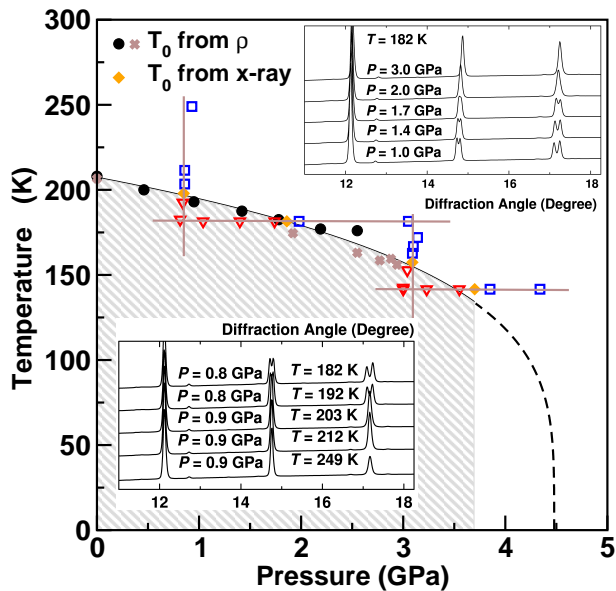 300
250
200
150
100
50
0
0
1
2
3
4
5
Temperature (K)
Pressure (GPa)
T0 from ρ
T0 from x-ray
T = 182 K
P = 3.0 GPa
P = 2.0 GPa
P = 1.7 GPa
P = 1.4 GPa
P = 1.0 GPa
12
14
16
18
Diffraction Angle (Degree)
Diffraction Angle (Degree)
P = 0.8 GPa T = 182 K
P = 0.8 GPa T = 192 K
P = 0.9 GPa T = 203 K
P = 0.9 GPa T = 212 K
P = 0.9 GPa T = 249 K
12
14
16
18